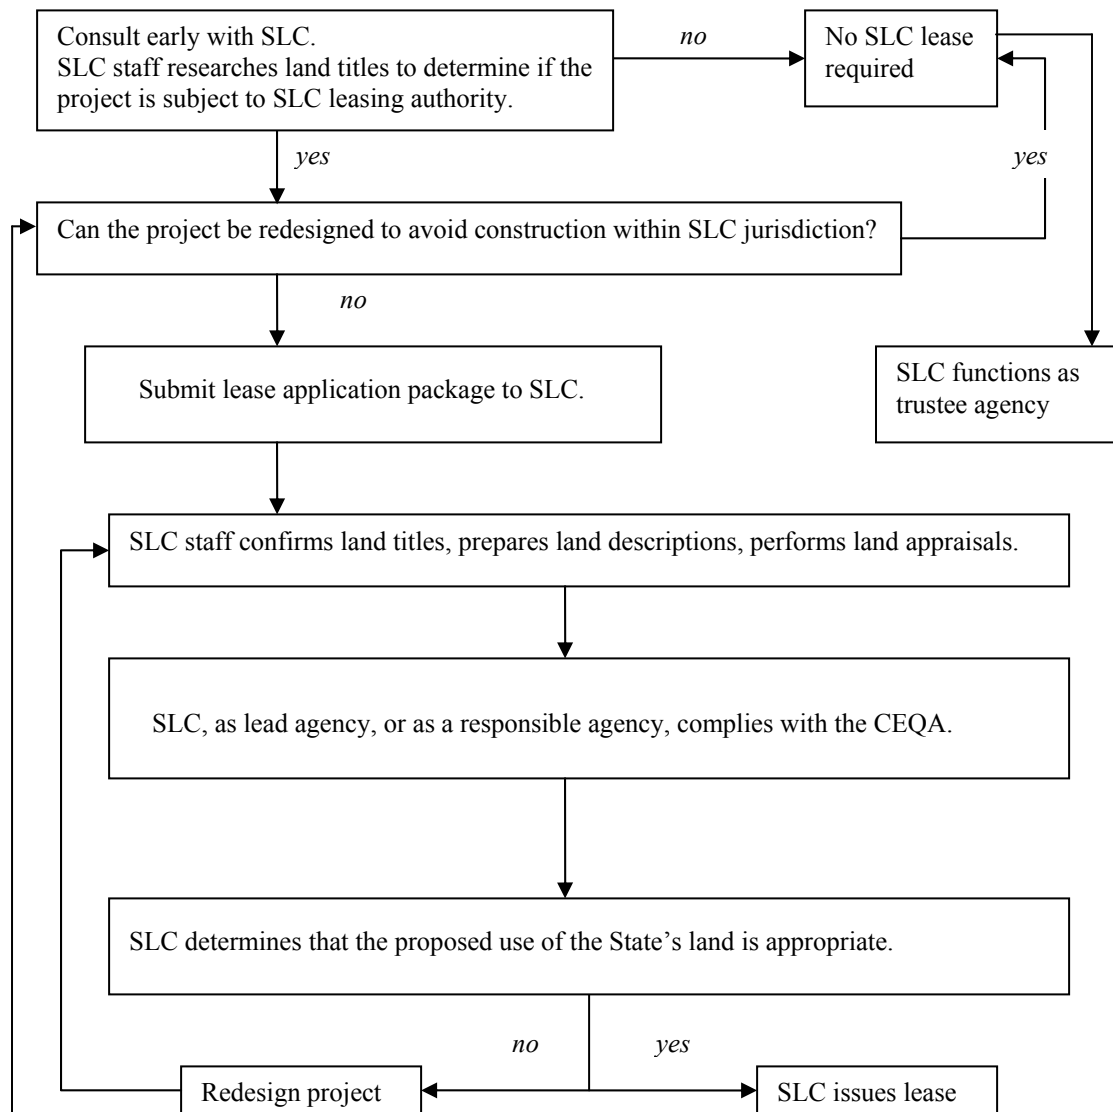 Consult early with SLC.
SLC staff researches land titles to determine if the
project is subject to SLC leasing authority.
no
No SLC lease
required
yes
yes
Can the project be redesigned to avoid construction within SLC jurisdiction?
no
Submit lease application package to SLC.
SLC functions as
trustee agency
SLC staff confirms land titles, prepares land descriptions, performs land appraisals.
SLC, as lead agency, or as a responsible agency, complies with the CEQA.
SLC determines that the proposed use of the State’s land is appropriate.
no
yes
Redesign project
SLC issues lease